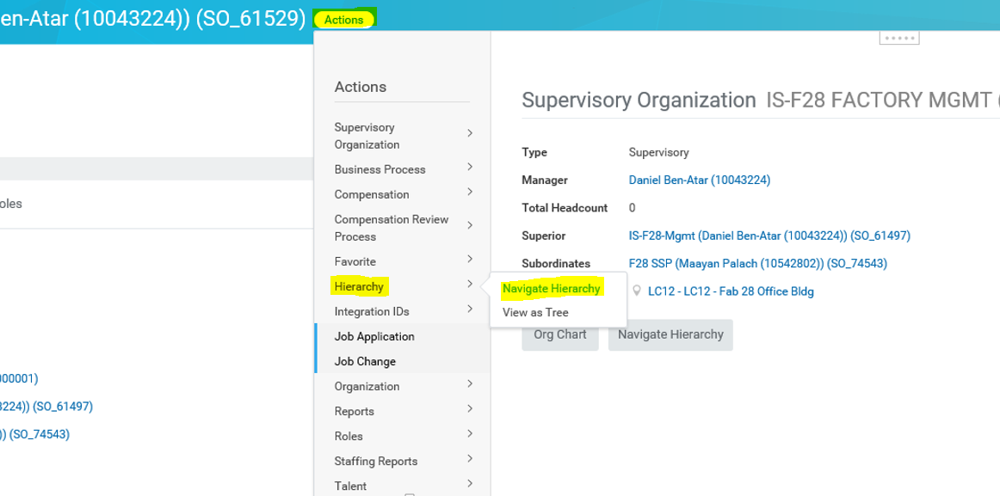 en-Atar (10043224)) (SO_61529) Actions
Actions
Supervisory
Organization
Business Process
Compensation
Compensation Review
Process
Favorite
Hierarchy
Integration IDs
Job Application
Job Change
Organization
Reports
Roles
Staffing Reports
Talent
Navigate Hierarchy
View as Tree
Supervisory Organization IS-F28 FACTORY MGMT (
Type Supervisory
Manager Daniel Ben-Atar (10043224)
Total Headcount 0
Superior IS-F28-Mgmt (Daniel Ben-Atar (10043224)) (SO_61497)
Subordinates F28 SSP (Maayan Palach (10542802)) (SO_74543)
LC12 - LC12 - Fab 28 Office Bldg
Org Chart Navigate Hierarchy
oles
000001)
3224)) (SO_61497)
)) (SO_74543)